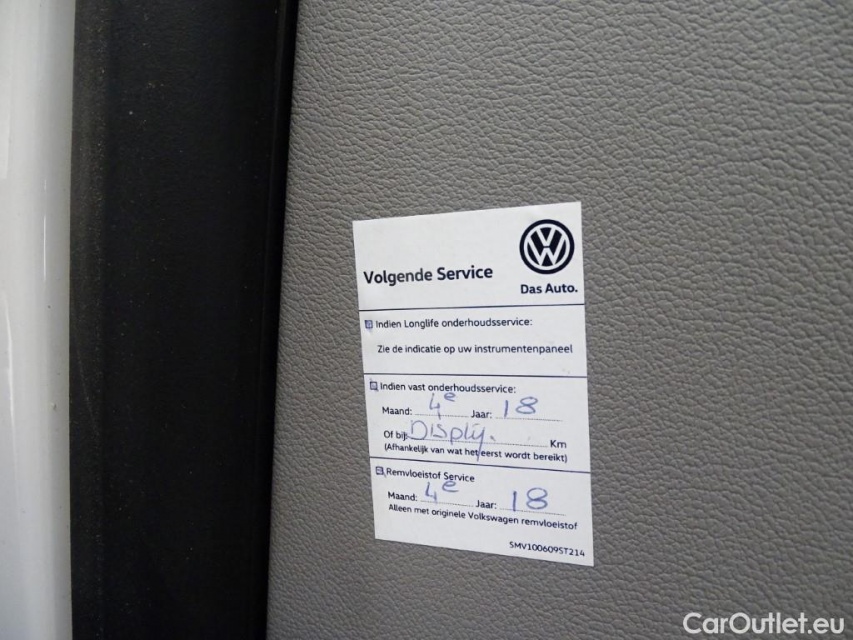 Volgende Service
Das Auto.
Indien Longlife onderhoudsservice:
Zie de indicatie op uw instrumentenpaneel
Indien vast onderhoudsservice:
Maand: 4e Jaar: 18
Of bij: Disply. Km
(Afhankelijk van wat het eerst wordt bereikt)
Remvloeistof Service
Maand: 4e Jaar: 18
Alleen met originele Volkswagen remvloeistof
SMV100609ST214
CarOutlet.eu